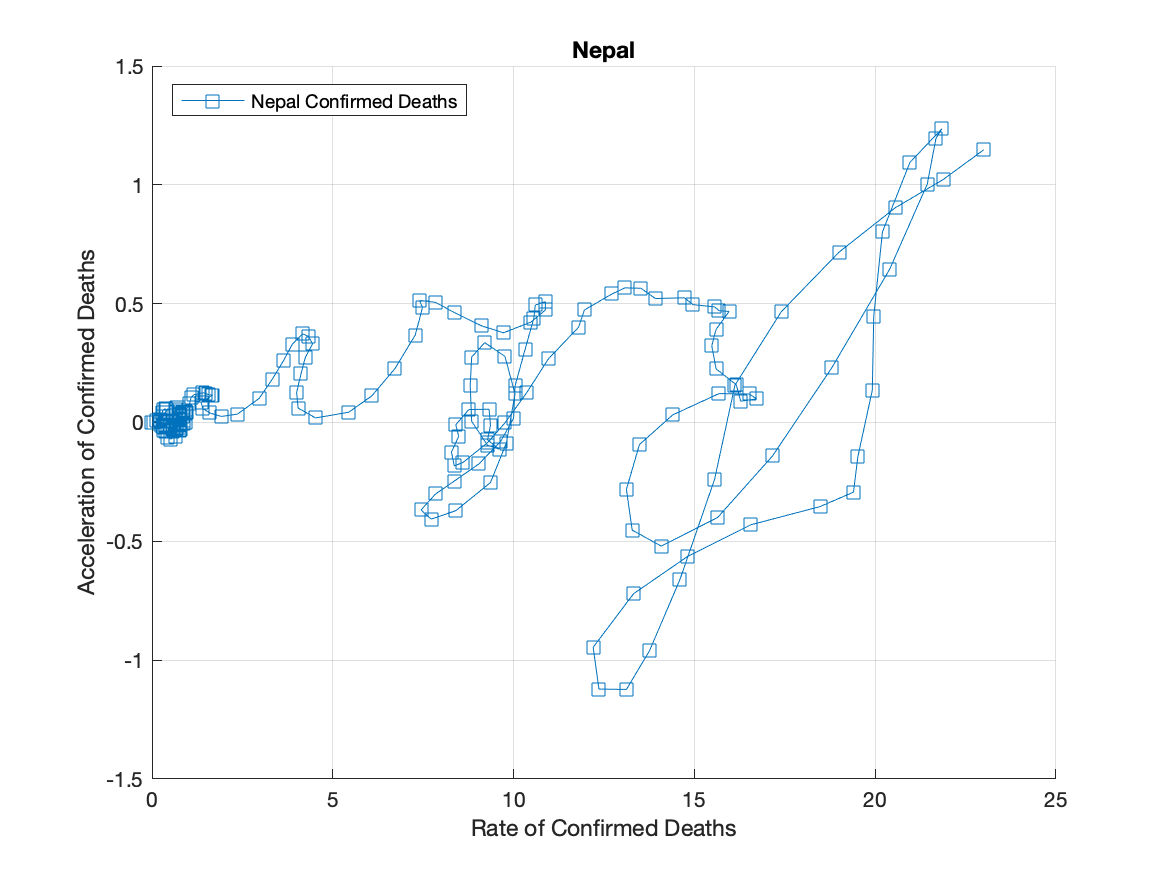 Nepal
1.5
Nepal Confirmed Deaths
1
0.5
0
-0.5
-1
-1.5
Acceleration of Confirmed Deaths
0 5 10 15 20 25
Rate of Confirmed Deaths